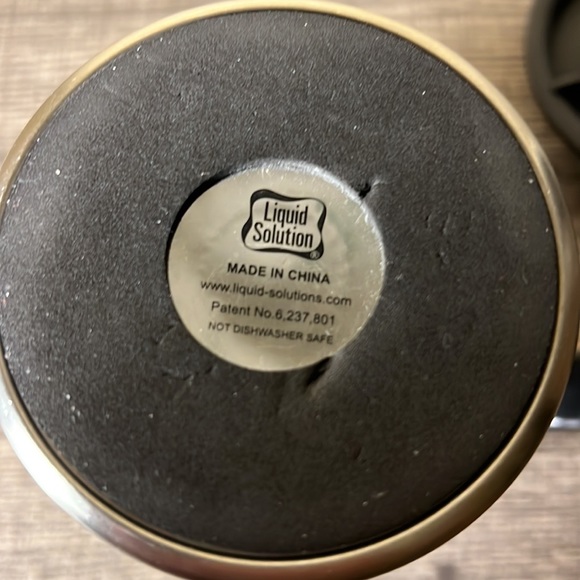 Liquid
Solution®
MADE IN CHINA
www.liquid-solutions.com
Patent No.6,237,801
NOT DISHWASHER SAFE